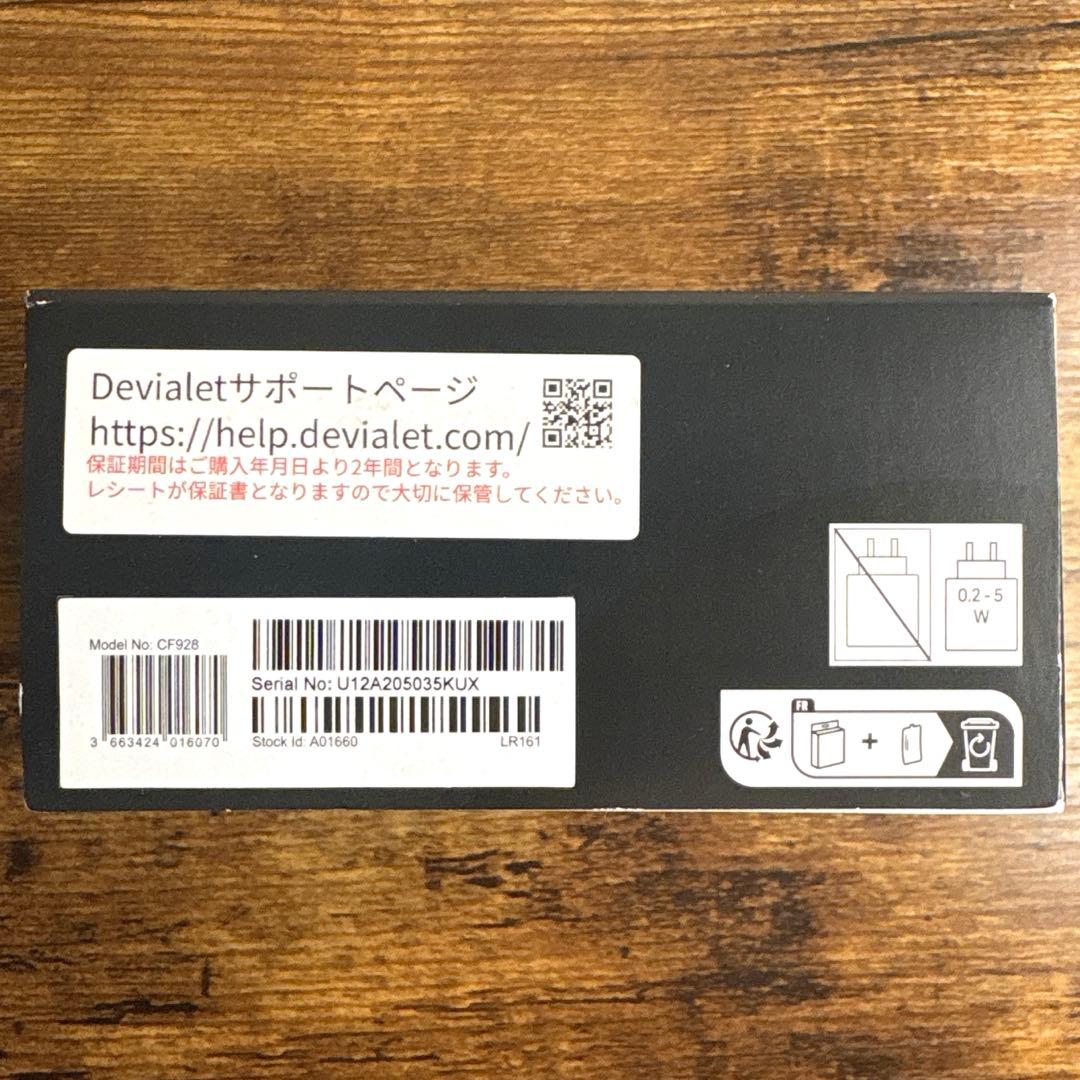 Devialetサポートページ
https://help.devialet.com/
保証期間はご購入年月日より2年間となります。
レシートが保証書となりますので大切に保管してください。
0.2 - 5
W
Model No: CF928
3 663424 016070
Serial No: U12A205035KUX
Stock Id: A01660 LR161
FR
+